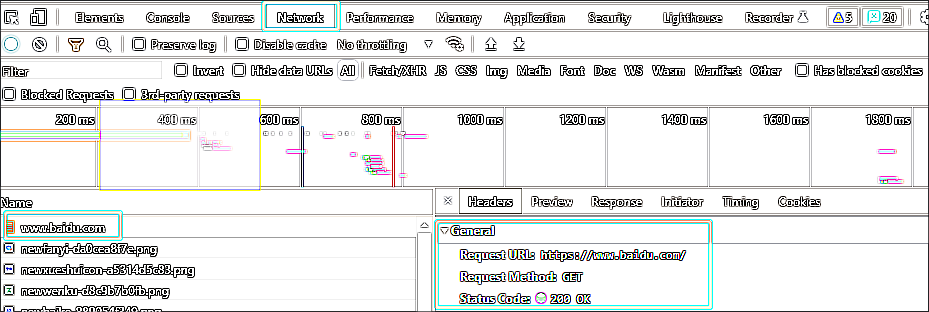 Elements Console Sources Network Performance Memory Application Security Lighthouse Recorder 5 20
Preserve log Disable cache No throttling
Filter Invert Hide data URLs All Fetch/XHR JS CSS Img Media Font Doc WS Wasm Manifest Other Has blocked cookies
Blocked Requests 3rd-party requests
200 ms 400 ms 600 ms 800 ms 1000 ms 1200 ms 1400 ms 1600 ms 1800 ms
Name × Headers Preview Response Initiator Timing Cookies
www.baidu.com
General
newfanyi-da0cea8f7e.png
Request URL: https://www.baidu.com/
newxueshuicon-a5314d5c83.png
Request Method: GET
newwenku-d8c9b7b0fb.png
Status Code: 200 OK